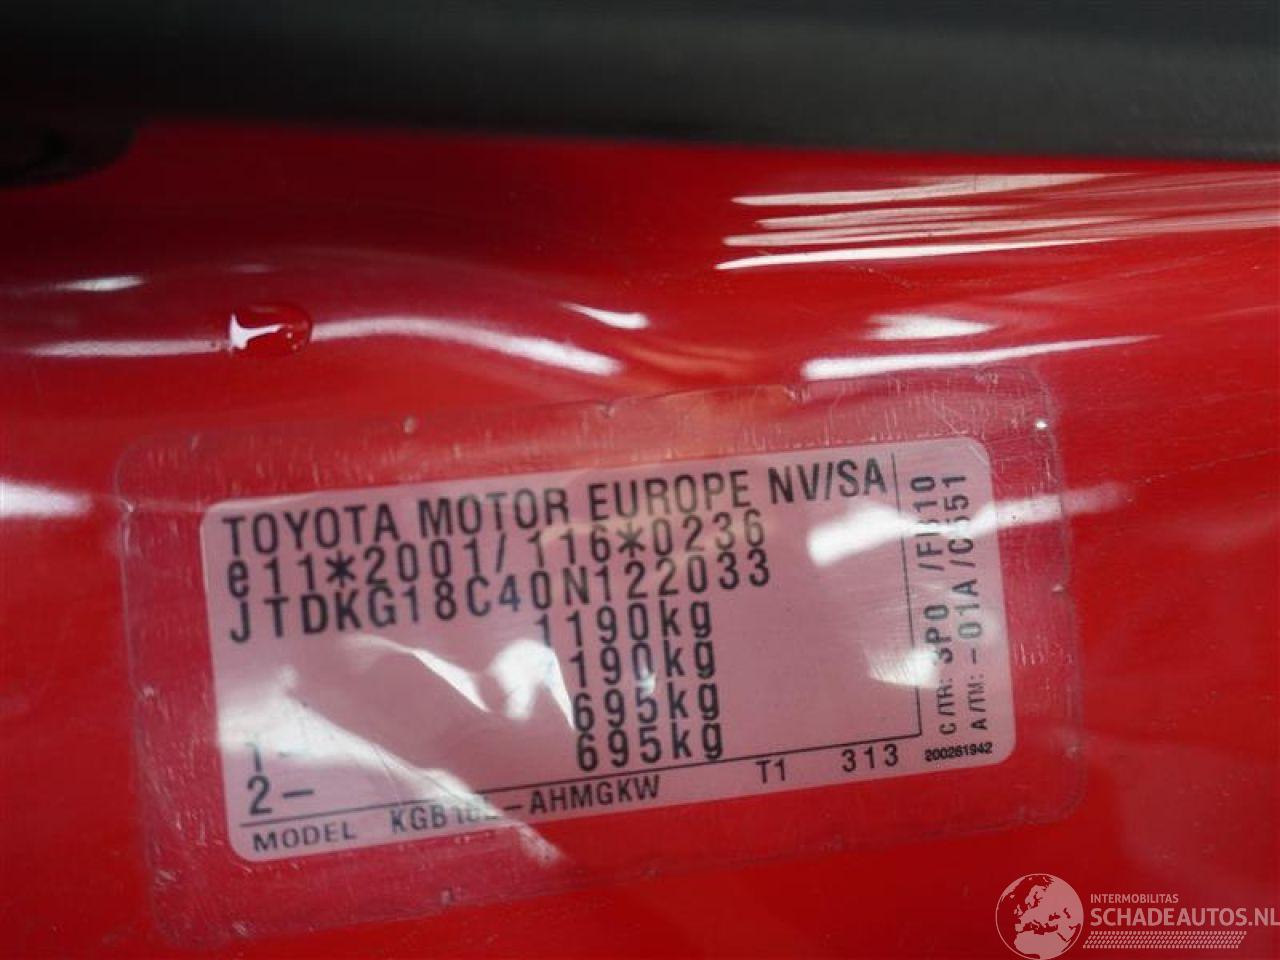 TOYOTA MOTOR EUROPE NV/SA
e11*2001/116*0236
JTDKG18C40N122033
1190kg
190kg
1- 695kg
2- 695kg
MODEL -AHMGKW T1 313
C/TR: 3P0 /FB10
A/TM: -01A /C551
200261942
INTERMOBILITAS
SCHADEAUTOS.NL